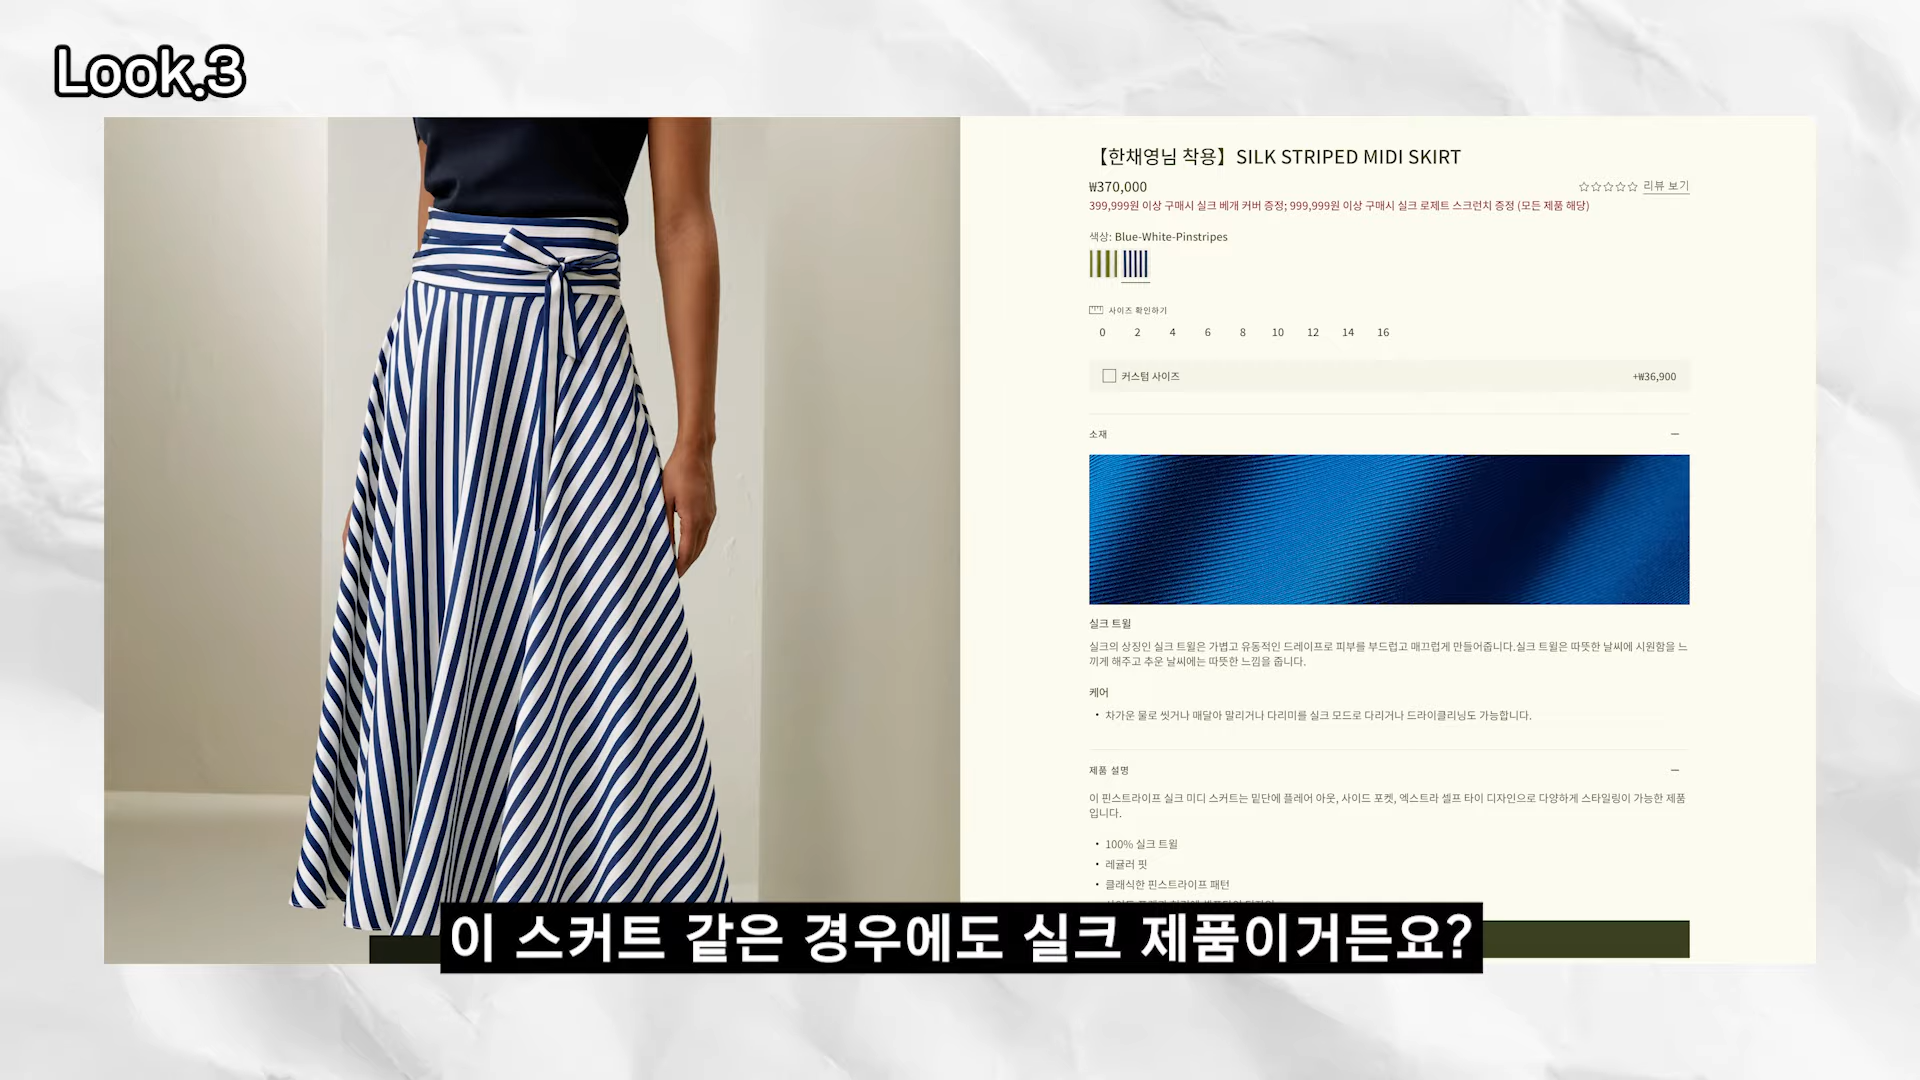 Look.3
【한채영님 착용】SILK STRIPED MIDI SKIRT
₩370,000
☆☆☆☆☆ 리뷰 보기
399,999원 이상 구매시 실크 베개 커버 증정; 999,999원 이상 구매시 실크 로제트 스크런치 증정 (모든 제품 해당)
색상: Blue-White-Pinstripes
사이즈 확인하기
0 2 4 6 8 10 12 14 16
커스텀 사이즈 +₩36,900
소재
실크 트윌
실크의 상징인 실크 트윌은 가볍고 유동적인 드레이프로 피부를 부드럽고 매끄럽게 만들어줍니다.실크 트윌은 따뜻한 날씨에 시원함을 느
끼게 해주고 추운 날씨에는 따뜻한 느낌을 줍니다.
케어
• 차가운 물로 씻거나 매달아 말리거나 다리미를 실크 모드로 다리거나 드라이클리닝도 가능합니다.
제품 설명
이 핀스트라이프 실크 미디 스커트는 밑단에 플레어 아웃, 사이드 포켓, 엑스트라 셀프 타이 디자인으로 다양하게 스타일링이 가능한 제품
입니다.
• 100% 실크 트윌
• 레귤러 핏
• 클래식한 핀스트라이프 패턴
이 스커트 같은 경우에도 실크 제품이거든요?